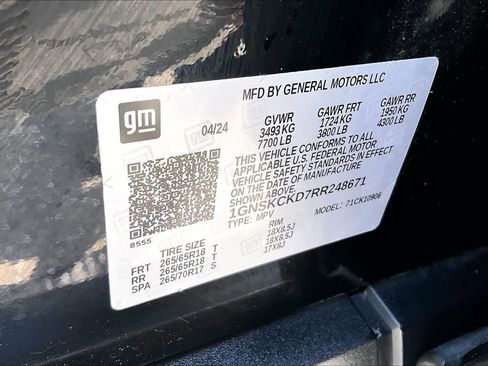 gm
MFD BY GENERAL MOTORS LLC
04/24 GVWR GAWR FRT GAWR RR
3493 KG 1724 KG 1950 KG
7700 LB 3800 LB 4300 LB
THIS VEHICLE CONFORMS TO ALL
APPLICABLE U.S. FEDERAL MOTOR
VEHICLE SAFETY STANDARDS IN EFFECT
ON THE DATE OF MANUFACTURE
SHOWN ABOVE.
1GNSKCKD7RR248671
TYPE: MPV MODEL: 71CK10906
8555
TIRE SIZE RIM
FRT 265/65R18 T 18X8.5J
RR 265/65R18 T 18X8.5J
SPA 265/70R17 S 17X8J